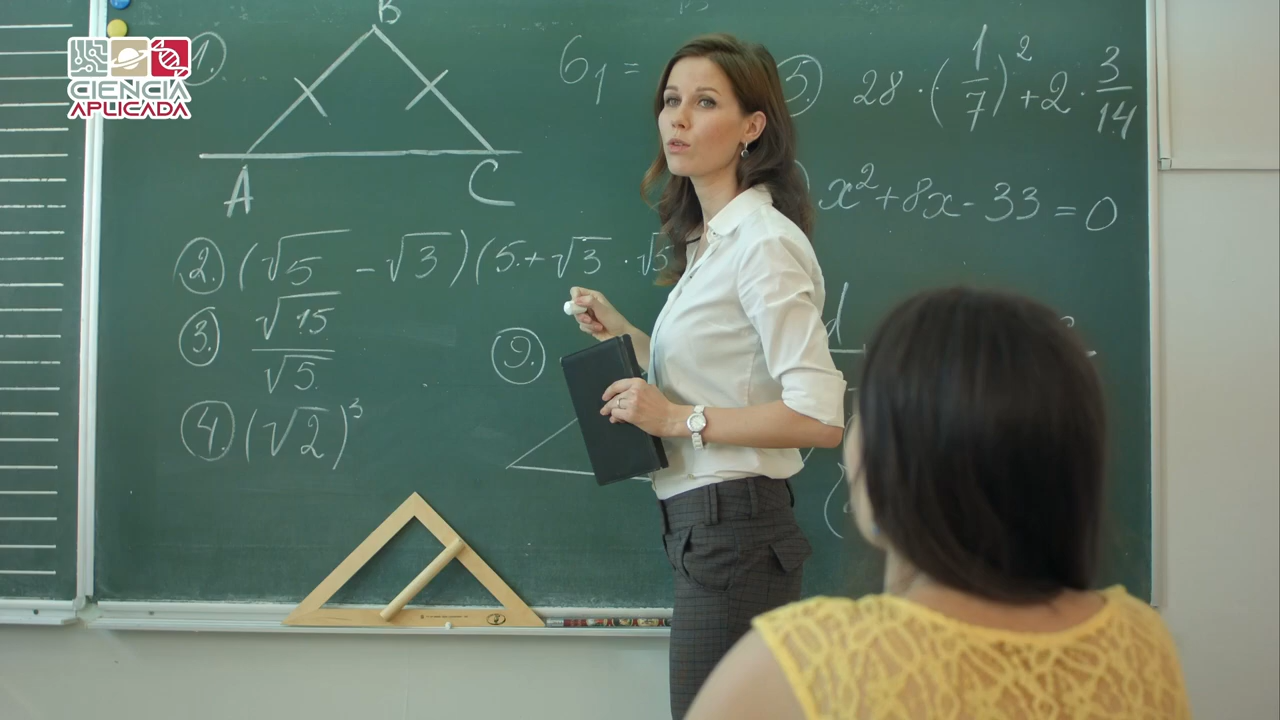 CIENCIA
APLICADA
1.
B
A
C
6₁ =
5) 28 · (1/7)² + 2 · 3/14
x² + 8x - 33 = 0
2. (√5 - √3)(5 + √3 · √5
3. √15/√5
4. (√2)³
9.
d